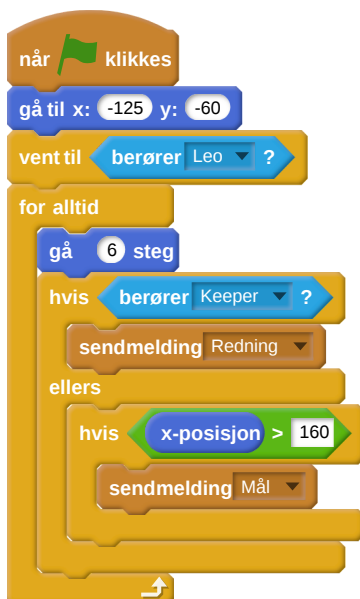 når klikkes
gå til x: -125 y: -60
vent til berører Leo ?
for alltid
gå 6 steg
hvis berører Keeper ?
sendmelding Redning
ellers
hvis x-posisjon > 160
sendmelding Mål